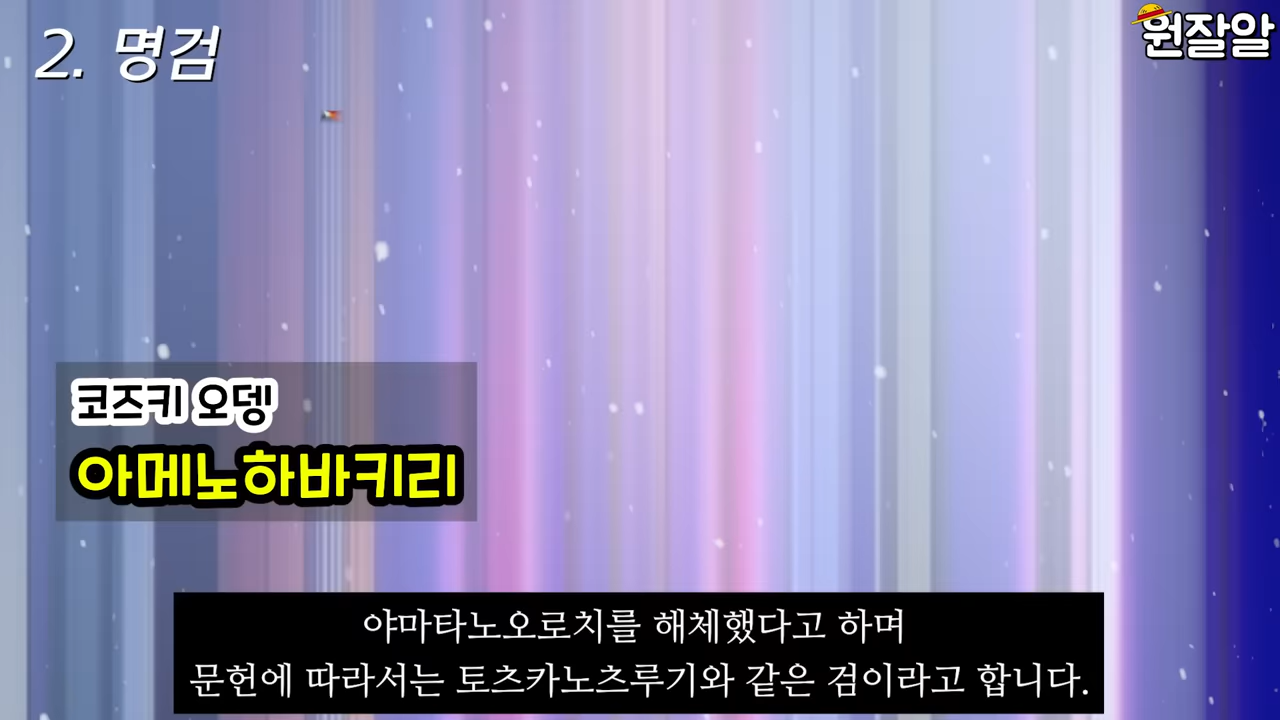 2. 명검
원잘알
코즈키 오뎅
아메노하바키리
야마타노오로치를 해체했다고 하며
문헌에 따라서는 토츠카노츠루기와 같은 검이라고 합니다.